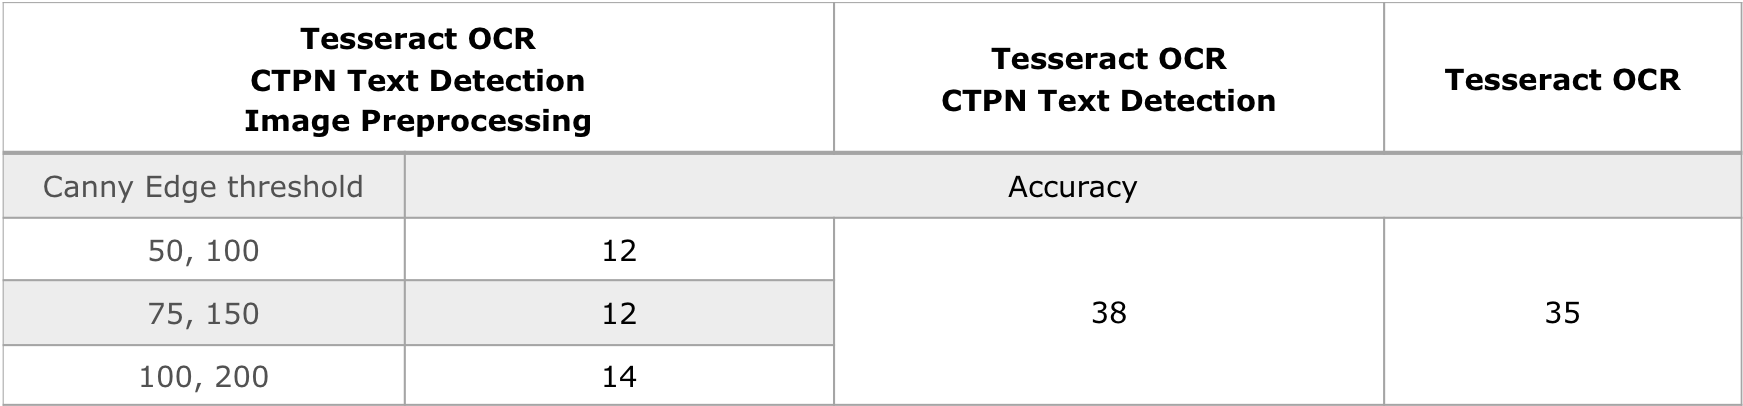 Tesseract OCR
CTPN Text Detection
Image Preprocessing
Tesseract OCR
CTPN Text Detection
Tesseract OCR
Canny Edge threshold
Accuracy
50, 100
12
75, 150
12
38
35
100, 200
14